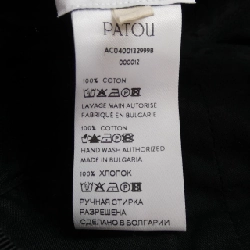 PATOU
000012
100% COTON
LAVAGE MAIN AUTORISE
FABRIQUE EN BULGARIE
100% COTTON
HAND WASH AUTHORIZED
MADE IN BULGARIA
100% ХЛОПОК
РУЧНАЯ СТИРКА
РАЗРЕШЕНА
СДЕЛАНО В БОЛГАРИИ